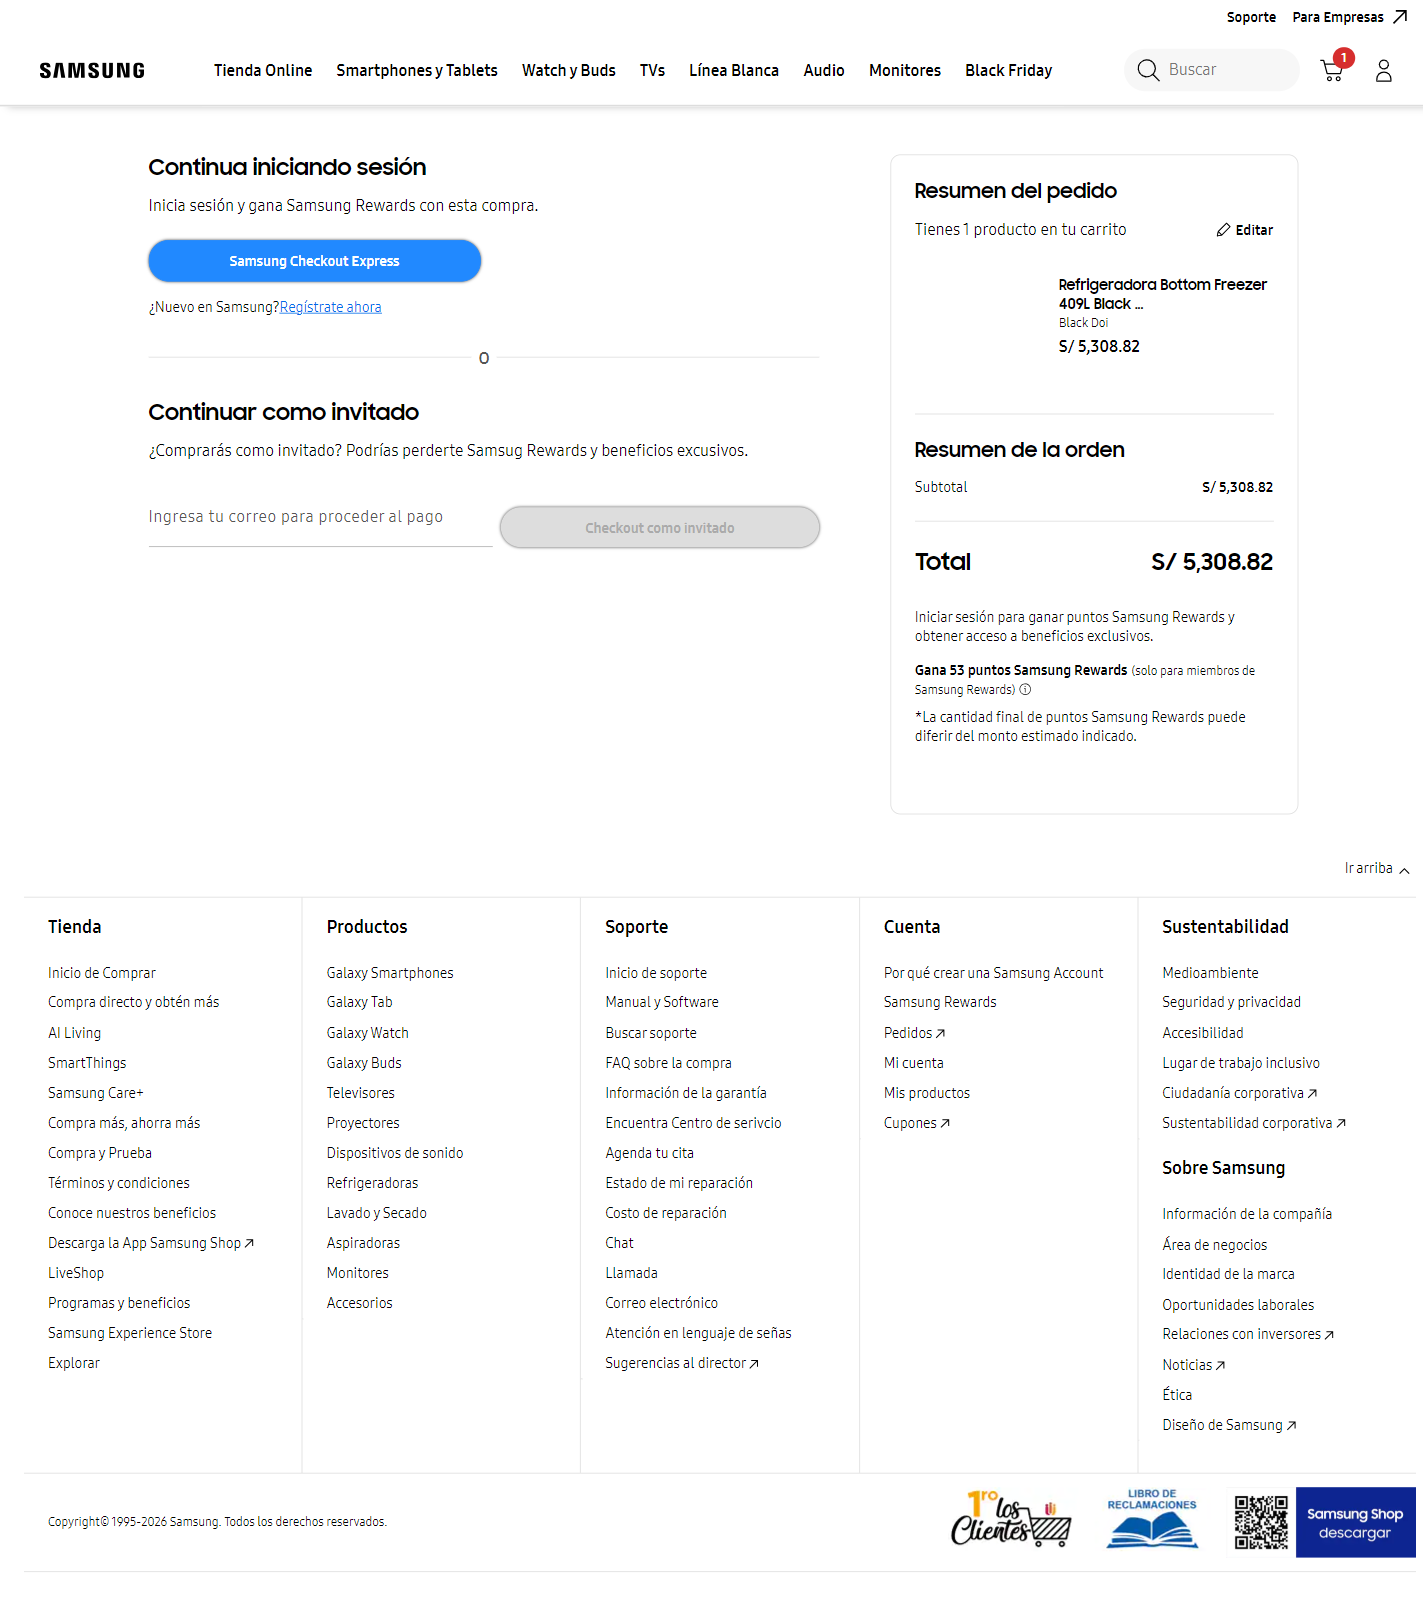 Soporte
Para Empresas
SAMSUNG
Tienda Online
Smartphones y Tablets
Watch y Buds
TVs
Línea Blanca
Audio
Monitores
Black Friday
Buscar
1
Continua iniciando sesión
Inicia sesión y gana Samsung Rewards con esta compra.
Samsung Checkout Express
¿Nuevo en Samsung?Regístrate ahora
O
Continuar como invitado
¿Comprarás como invitado? Podrías perderte Samsug Rewards y beneficios excusivos.
Ingresa tu correo para proceder al pago
Checkout como invitado
Resumen del pedido
Tienes 1 producto en tu carrito
Editar
Refrigeradora Bottom Freezer
409L Black ...
Black Doi
S/ 5,308.82
Resumen de la orden
Subtotal
S/ 5,308.82
Total
S/ 5,308.82
Iniciar sesión para ganar puntos Samsung Rewards y
obtener acceso a beneficios exclusivos.
Gana 53 puntos Samsung Rewards (solo para miembros de
Samsung Rewards)
*La cantidad final de puntos Samsung Rewards puede
diferir del monto estimado indicado.
Ir arriba
Tienda
Inicio de Comprar
Compra directo y obtén más
AI Living
SmartThings
Samsung Care+
Compra más, ahorra más
Compra y Prueba
Términos y condiciones
Conoce nuestros beneficios
Descarga la App Samsung Shop
LiveShop
Programas y beneficios
Samsung Experience Store
Explorar
Productos
Galaxy Smartphones
Galaxy Tab
Galaxy Watch
Galaxy Buds
Televisores
Proyectores
Dispositivos de sonido
Refrigeradoras
Lavado y Secado
Aspiradoras
Monitores
Accesorios
Soporte
Inicio de soporte
Manual y Software
Buscar soporte
FAQ sobre la compra
Información de la garantía
Encuentra Centro de serivcio
Agenda tu cita
Estado de mi reparación
Costo de reparación
Chat
Llamada
Correo electrónico
Atención en lenguaje de señas
Sugerencias al director
Cuenta
Por qué crear una Samsung Account
Samsung Rewards
Pedidos
Mi cuenta
Mis productos
Cupones
Sustentabilidad
Medioambiente
Seguridad y privacidad
Accesibilidad
Lugar de trabajo inclusivo
Ciudadanía corporativa
Sustentabilidad corporativa
Sobre Samsung
Información de la compañía
Área de negocios
Identidad de la marca
Oportunidades laborales
Relaciones con inversores
Noticias
Ética
Diseño de Samsung
Copyright© 1995-2026 Samsung. Todos los derechos reservados.
1ro los
Clientes
LIBRO DE
RECLAMACIONES
Samsung Shop
descargar